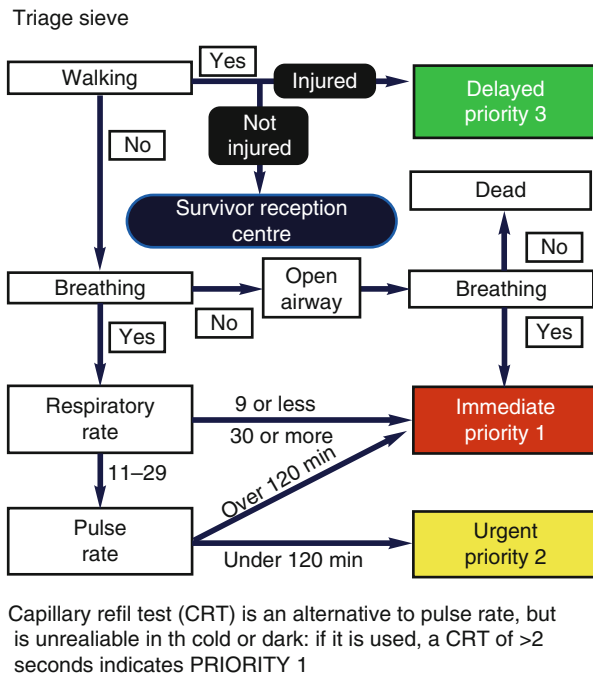 Triage sieve
Walking
Yes
Injured
Delayed
priority 3
No
Not
injured
Survivor reception
centre
Dead
No
Breathing
No
Open
airway
Breathing
Yes
Yes
Respiratory
rate
9 or less
30 or more
Immediate
priority 1
11–29
Over 120 min
Pulse
rate
Under 120 min
Urgent
priority 2
Capillary refil test (CRT) is an alternative to pulse rate, but
is unrealiable in th cold or dark: if it is used, a CRT of >2
seconds indicates PRIORITY 1